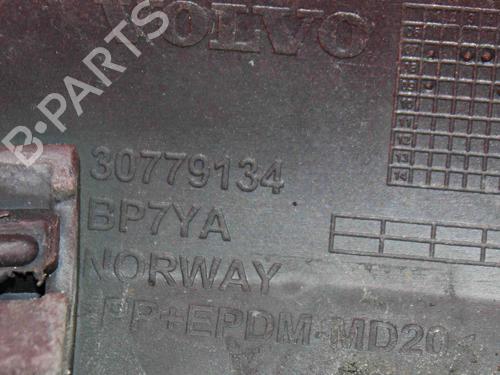 VOLVO
B-PARTS
30779134
BP7YA
NORWAY
PP+EPDM-MD20